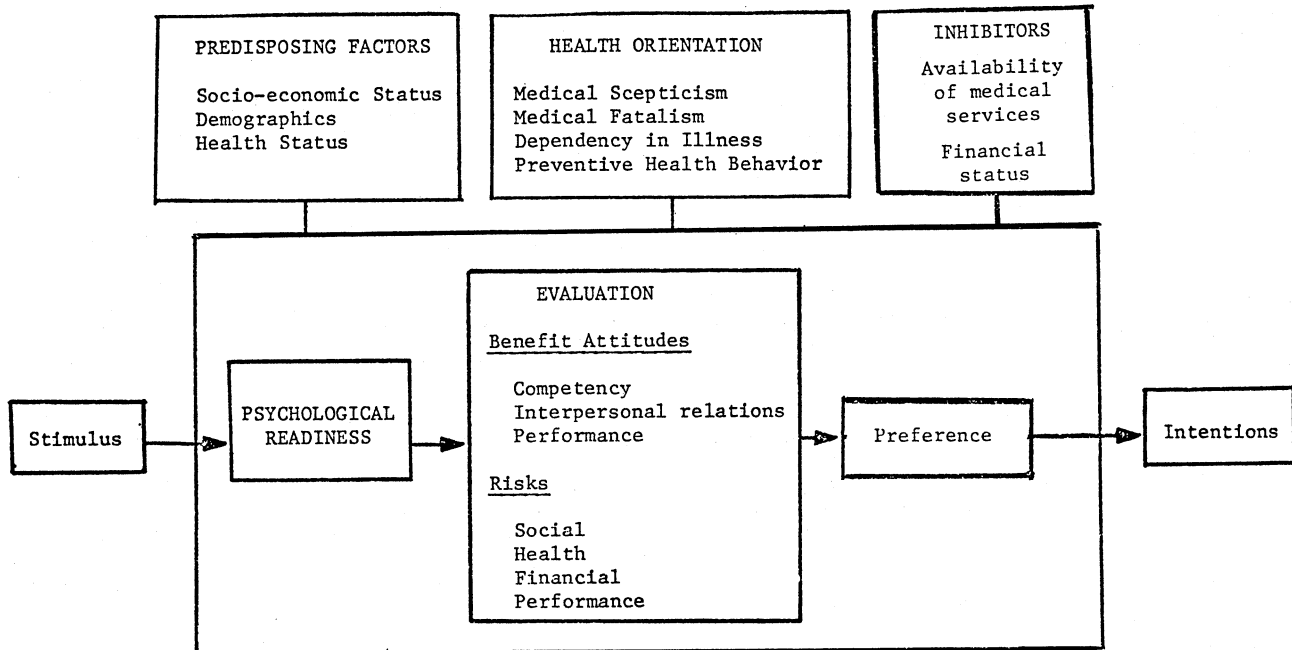 PREDISPOSING FACTORS
Socio-economic Status
Demographics
Health Status
HEALTH ORIENTATION
Medical Scepticism
Medical Fatalism
Dependency in Illness
Preventive Health Behavior
INHIBITORS
Availability
of medical
services
Financial
status
Stimulus
PSYCHOLOGICAL
READINESS
EVALUATION
Benefit Attitudes
Competency
Interpersonal relations
Performance
Risks
Social
Health
Financial
Performance
Preference
Intentions